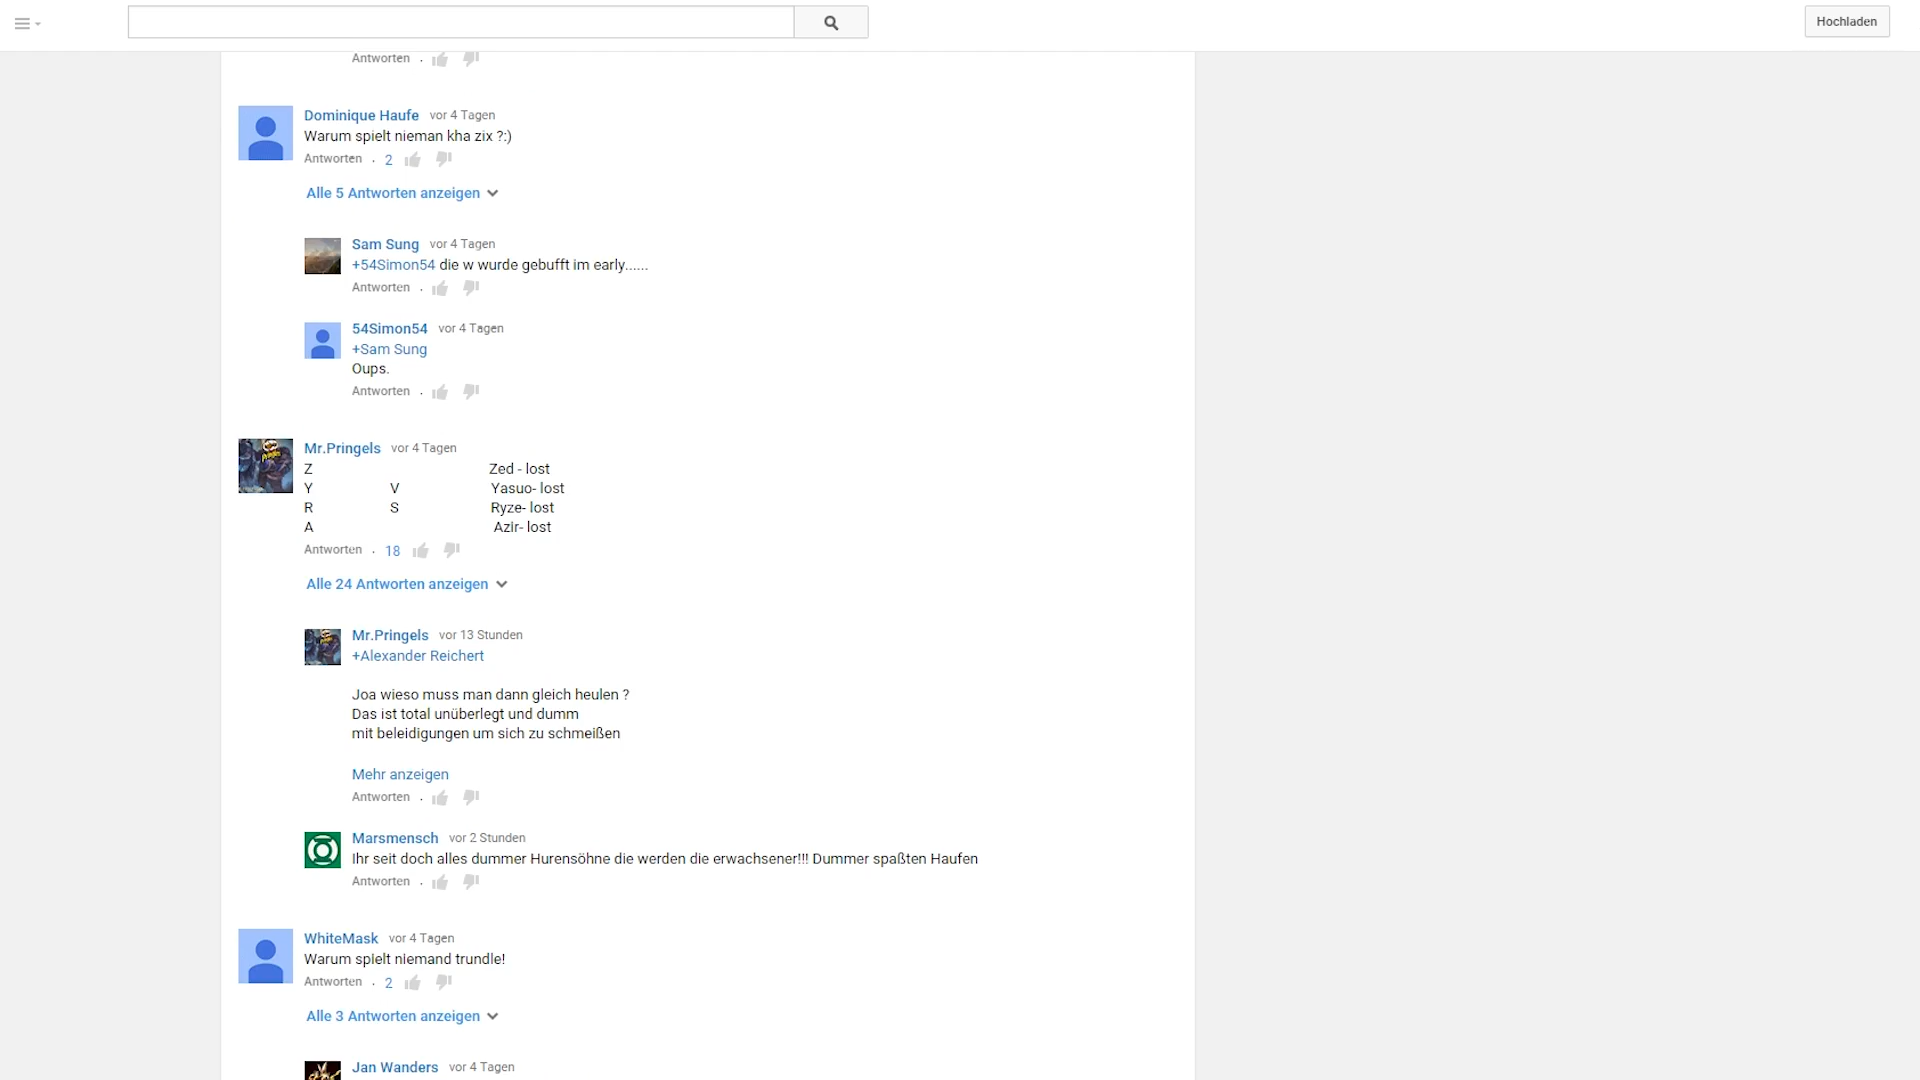 Hochladen
Antworten .
Dominique Haufe vor 4 Tagen
Warum spielt nieman kha zix ?:)
Antworten . 2
Alle 5 Antworten anzeigen
Sam Sung vor 4 Tagen
+54Simon54 die w wurde gebufft im early......
Antworten .
54Simon54 vor 4 Tagen
+Sam Sung
Oups.
Antworten .
Pringles
Mr.Pringels vor 4 Tagen
Z Zed - lost
Y V Yasuo- lost
R S Ryze- lost
A Azir- lost
Antworten . 18
Alle 24 Antworten anzeigen
Mr.Pringels vor 13 Stunden
+Alexander Reichert
Joa wieso muss man dann gleich heulen ?
Das ist total unüberlegt und dumm
mit beleidigungen um sich zu schmeißen
Mehr anzeigen
Antworten .
Marsmensch vor 2 Stunden
Ihr seit doch alles dummer Hurensöhne die werden die erwachsener!!! Dummer spaßten Haufen
Antworten .
WhiteMask vor 4 Tagen
Warum spielt niemand trundle!
Antworten . 2
Alle 3 Antworten anzeigen
Jan Wanders vor 4 Tagen